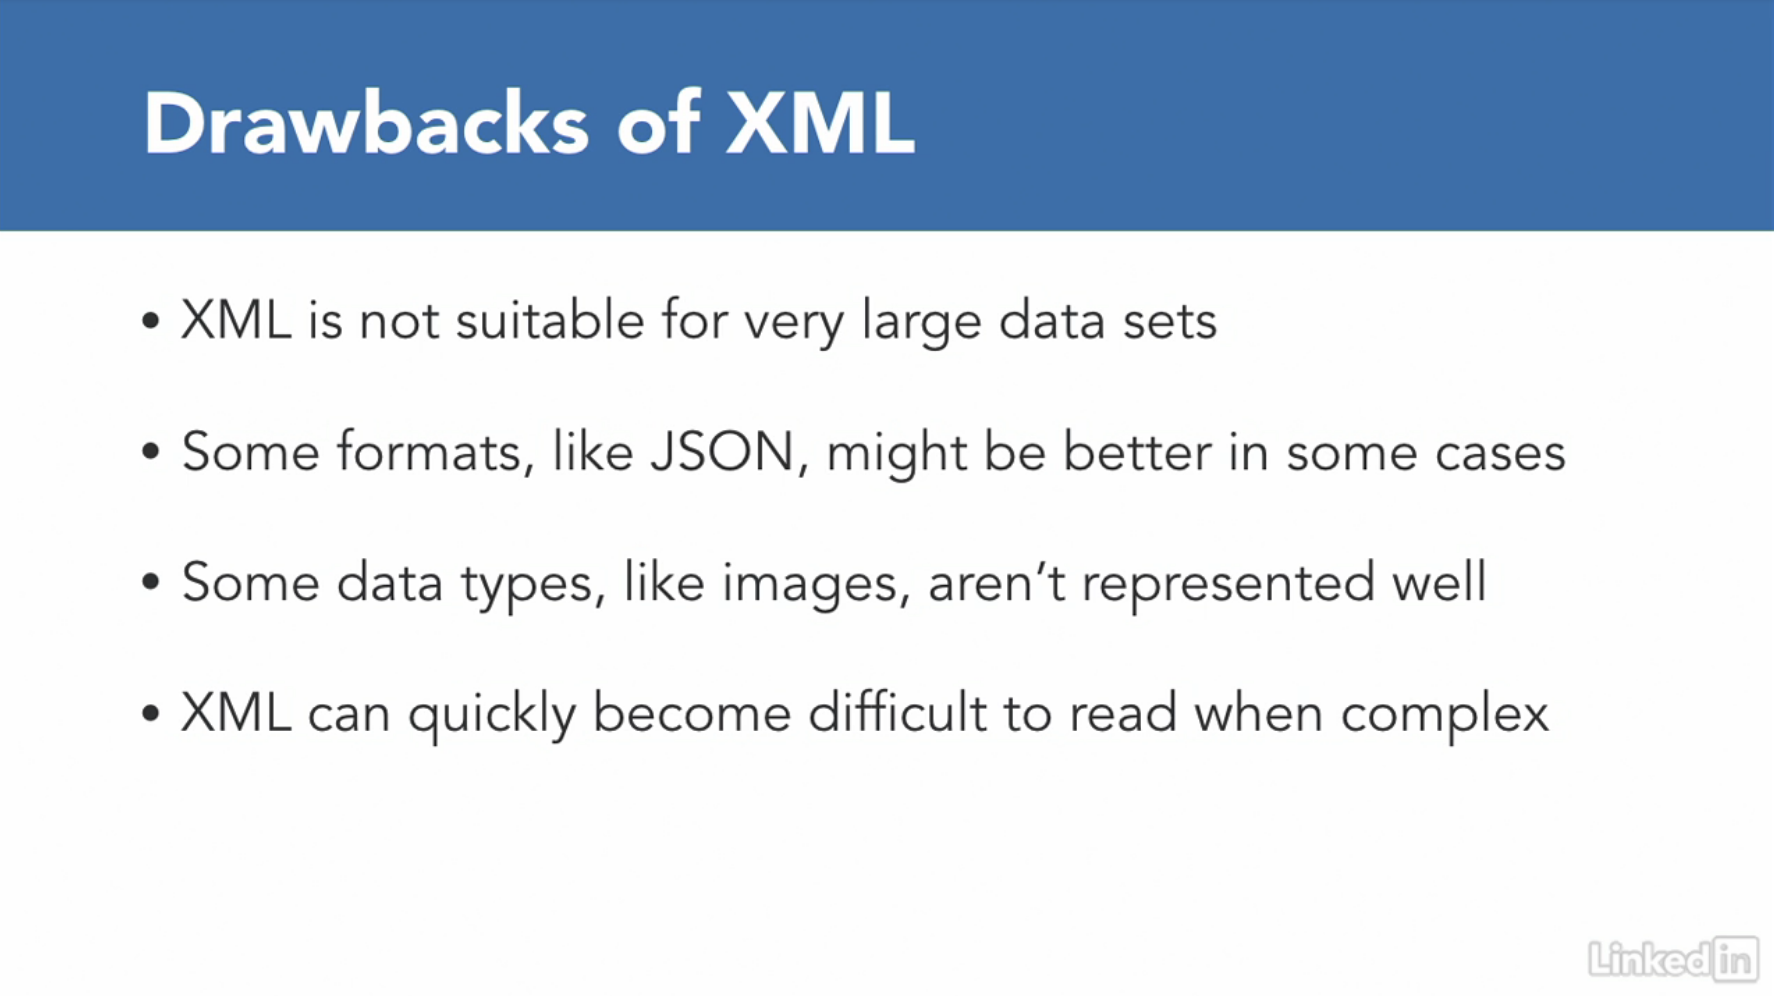 Drawbacks of XML
• XML is not suitable for very large data sets
• Some formats, like JSON, might be better in some cases
• Some data types, like images, aren’t represented well
• XML can quickly become difficult to read when complex
Linked in